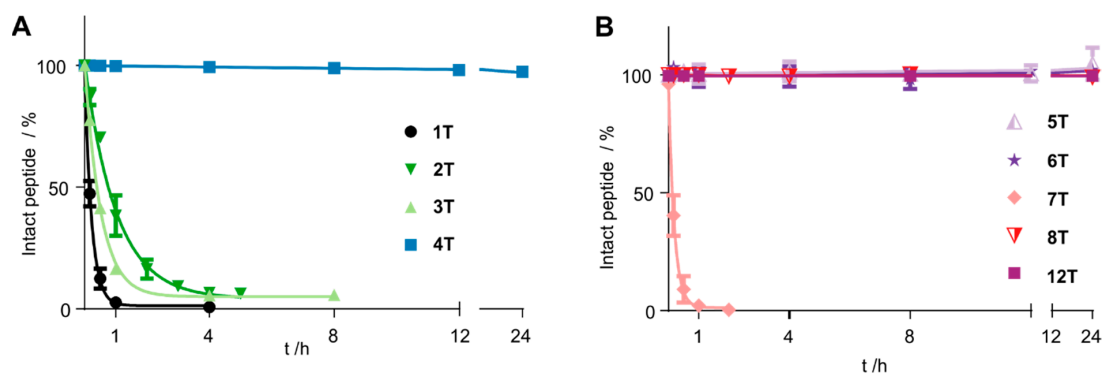 A
100
50
0
Intact peptide / %
1T
2T
3T
4T
1 4 8 12 24
t /h
B
100
50
0
Intact peptide / %
5T
6T
7T
8T
12T
1 4 8 12 24
t /h